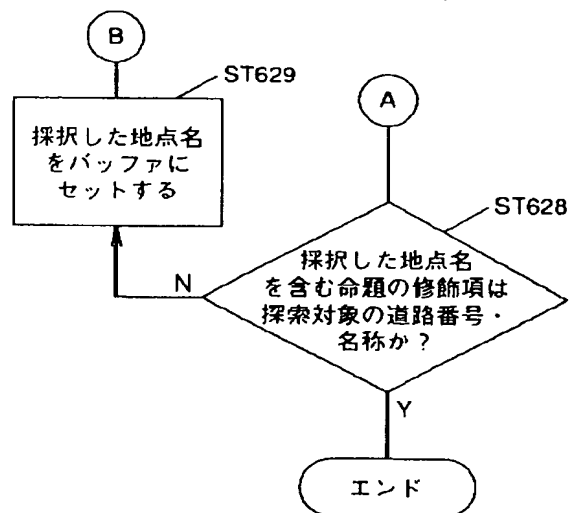 B
ST629
採択した地点名
をバッファに
セットする
A
ST628
採択した地点名
を含む命題の修飾項は
探索対象の道路番号・
名称か？
N
Y
エンド